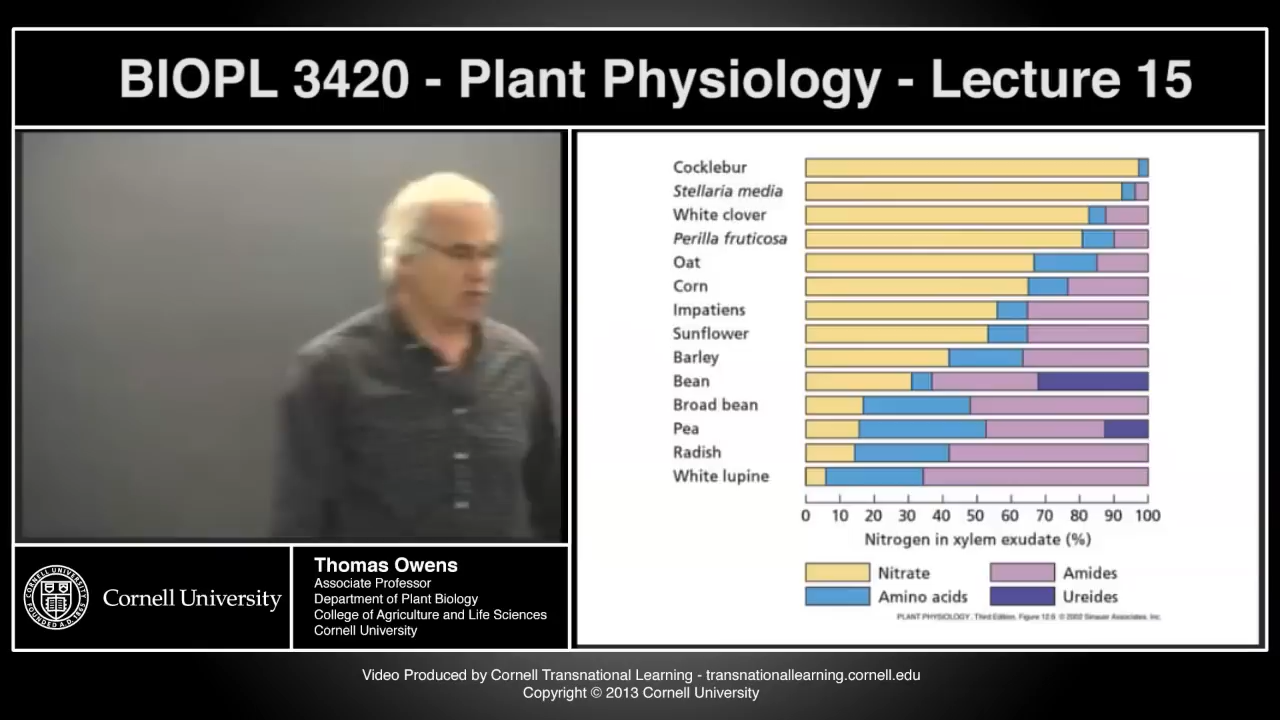 BIOPL 3420 - Plant Physiology - Lecture 15
Cocklebur
Stellaria media
White clover
Perilla fruticosa
Oat
Corn
Impatiens
Sunflower
Barley
Bean
Broad bean
Pea
Radish
White lupine
0 10 20 30 40 50 60 70 80 90 100
Nitrogen in xylem exudate (%)
Nitrate
Amides
Amino acids
Ureides
PLANT PHYSIOLOGY, Third Edition, Figure 12.6 © 2002 Sinauer Associates, Inc.
CORNELL UNIVERSITY
FOUNDED A.D.
Cornell University
Thomas Owens
Associate Professor
Department of Plant Biology
College of Agriculture and Life Sciences
Cornell University
Video Produced by Cornell Transnational Learning - transnationallearning.cornell.edu
Copyright © 2013 Cornell University